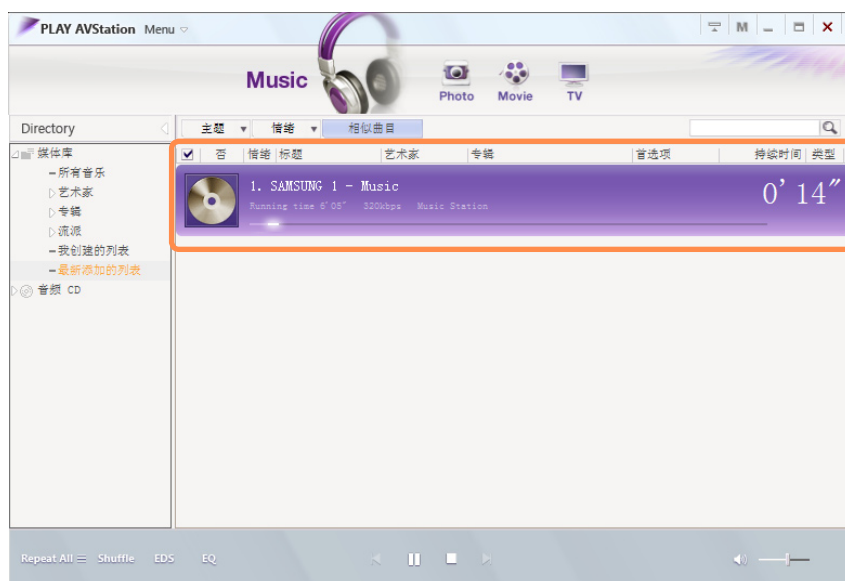 PLAY AVStation Menu
M
Music
Photo Movie TV
Directory
主题 情绪 相似曲目
媒体库
所有音乐
艺术家
专辑
流派
我创建的列表
最新添加的列表
音频 CD
否 情绪 标题 艺术家 专辑 首选项 持续时间 类型
1. SAMSUNG 1 - Music
Running time 6'05" 320kbps Music Station
0' 14"
Repeat All Shuffle EDS EQ